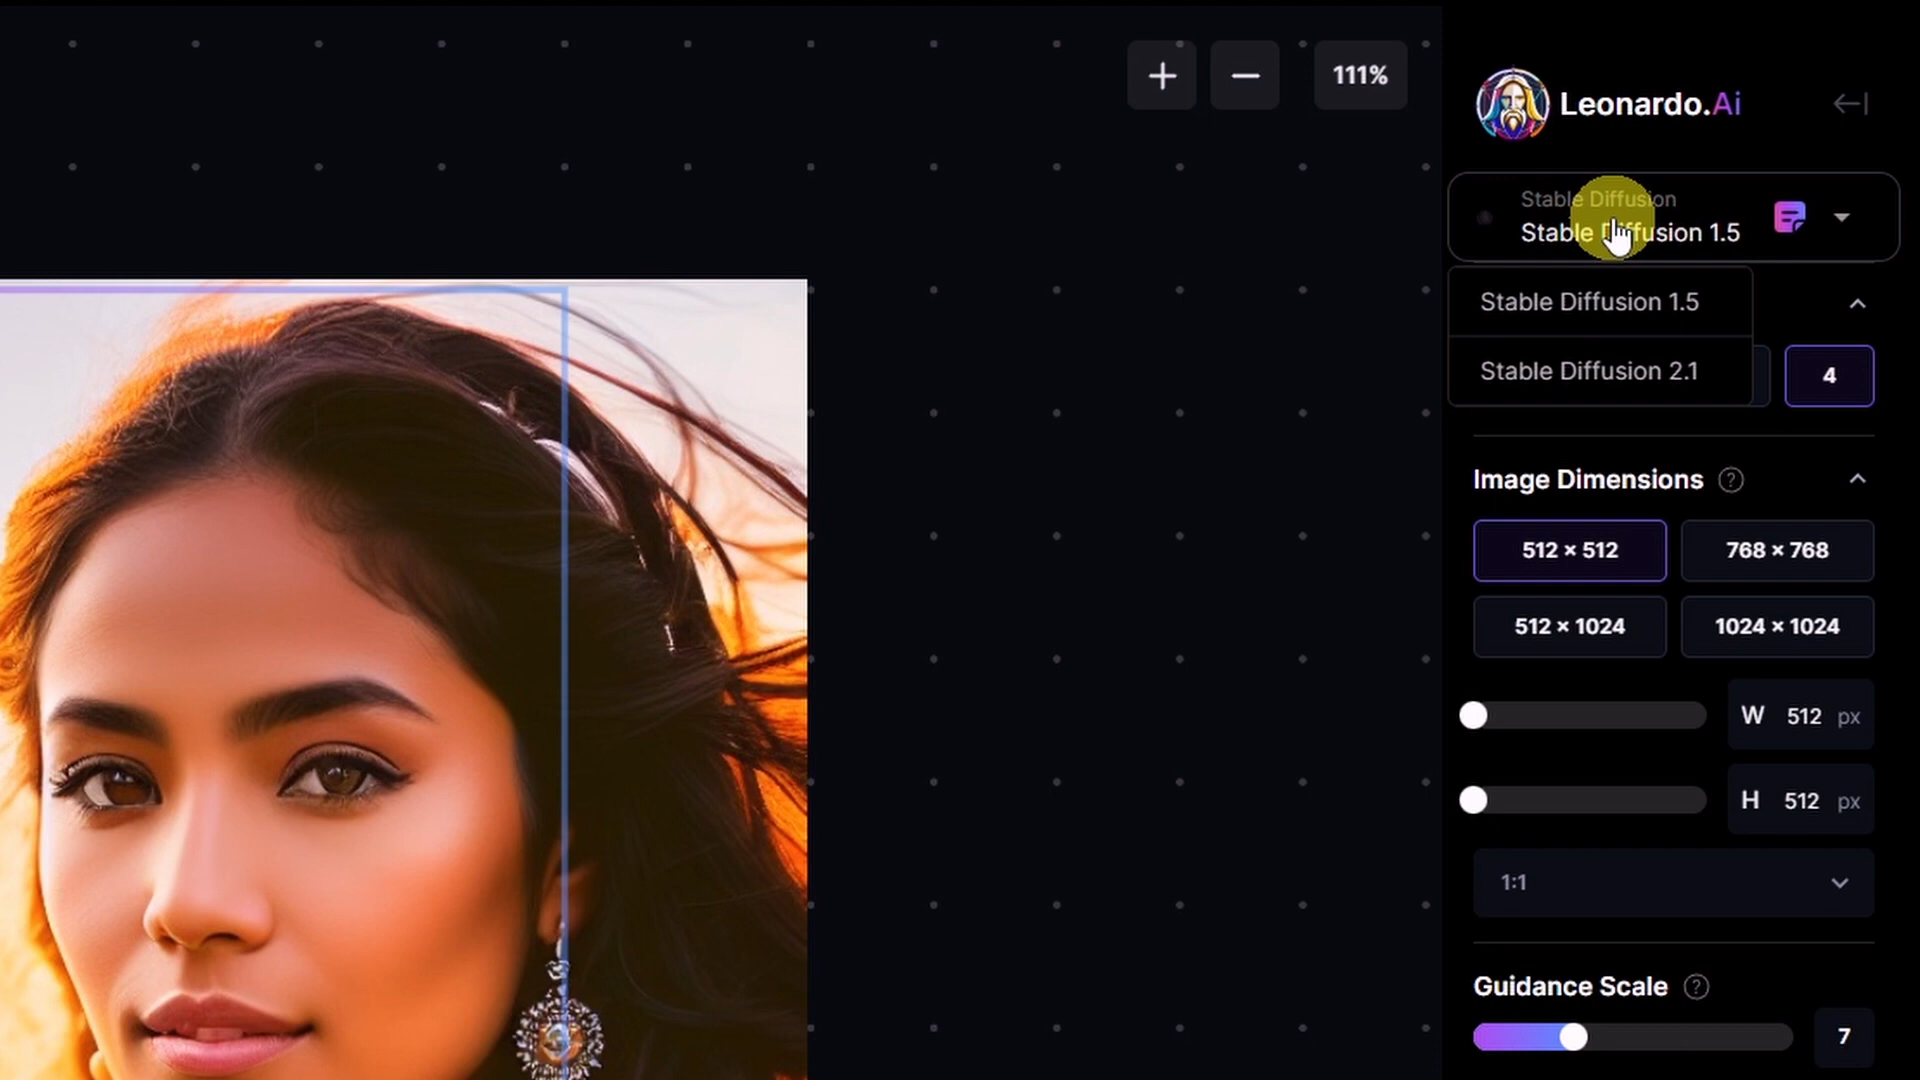 111%
Leonardo.Ai
Stable Diffusion
Stable Diffusion 1.5
Stable Diffusion 1.5
Stable Diffusion 2.1
4
Image Dimensions ?
512 × 512
768 × 768
512 × 1024
1024 × 1024
W 512 px
H 512 px
1:1
Guidance Scale ?
7